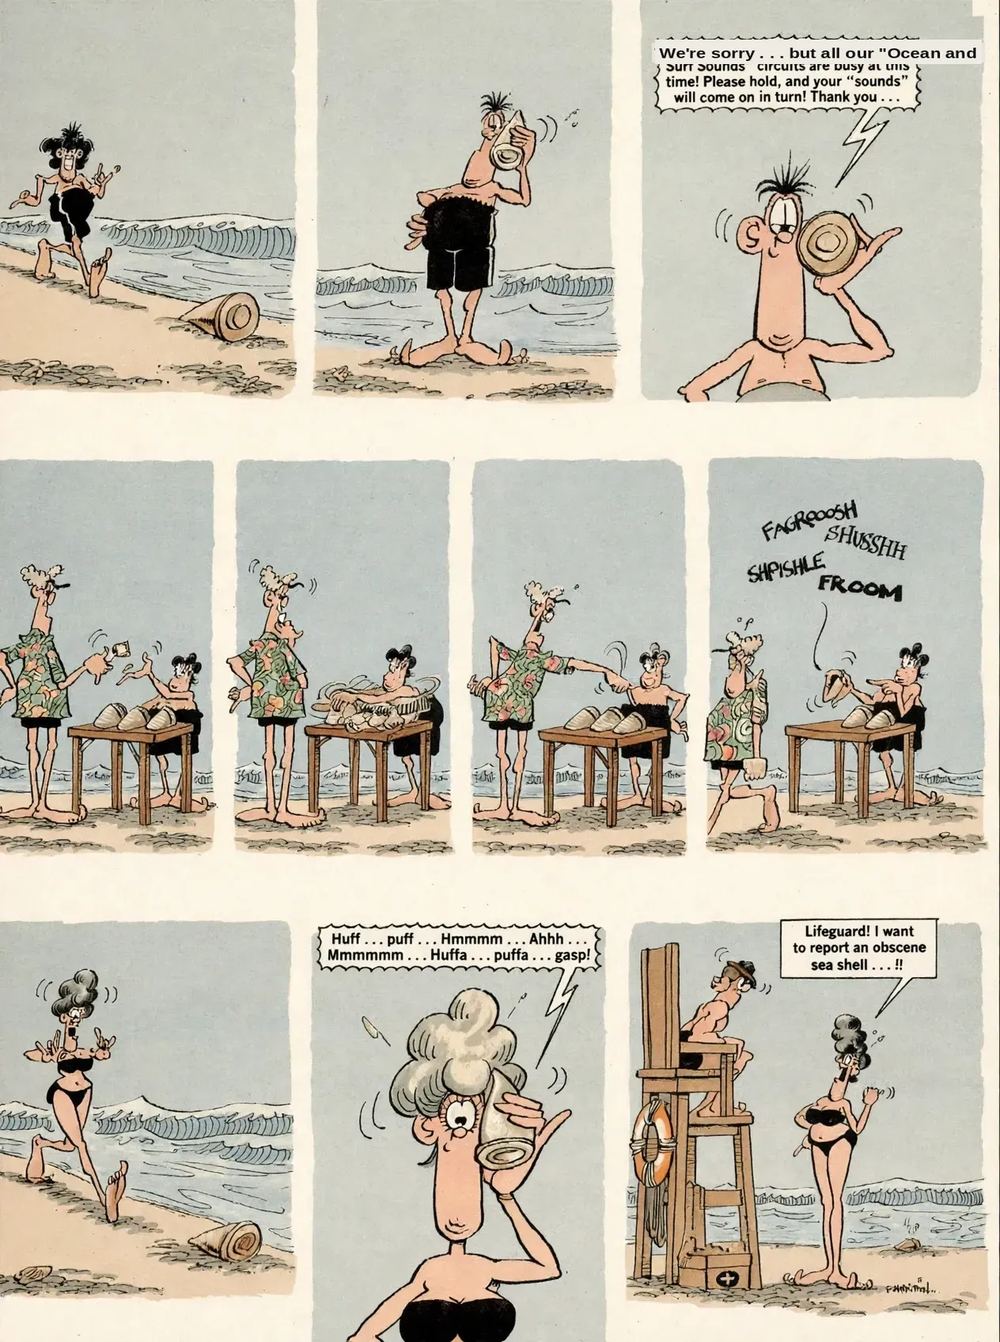 We're sorry . . . but all our "Ocean and
Surf Sounds" circuits are busy at this
time! Please hold, and your “sounds”
will come on in turn! Thank you . . .
FAGROOOSH
SHUSSHH
SHPISHLE
FROOM
Huff . . . puff . . . Hmmmm . . . Ahhh . . .
Mmmmmm . . . Huffa . . . puffa . . . gasp!
Lifeguard! I want
to report an obscene
sea shell . . . !!